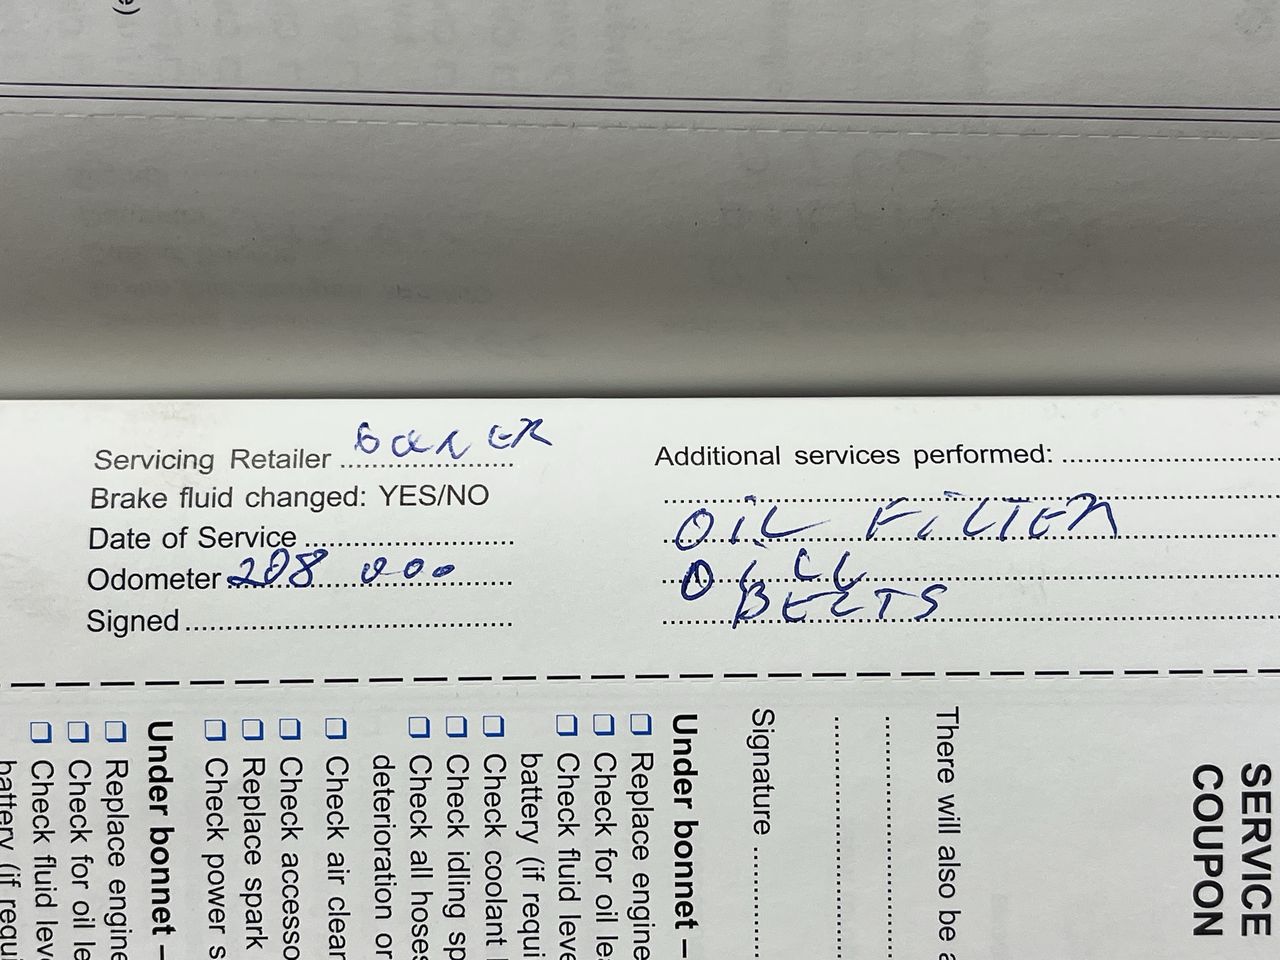 e)
Servicing Retailer ........................
Brake fluid changed: YES/NO
Date of Service ........................
Odometer 208 000
Signed ........................
Additional services performed: ........................
OIL FILTER
BELTS
SERVICE
COUPON
There will also be a
Signature ........................
Under bonnet –
❑ Replace engine
❑ Check for oil lea
❑ Check fluid leve
battery (if requi
❑ Check coolant l
❑ Check idling sp
❑ Check all hoses
deterioration or
❑ Check air clean
❑ Check accesso
❑ Replace spark
❑ Check power s
Under bonnet –
❑ Replace engine
❑ Check for oil le
❑ Check fluid leve
battery (if requi